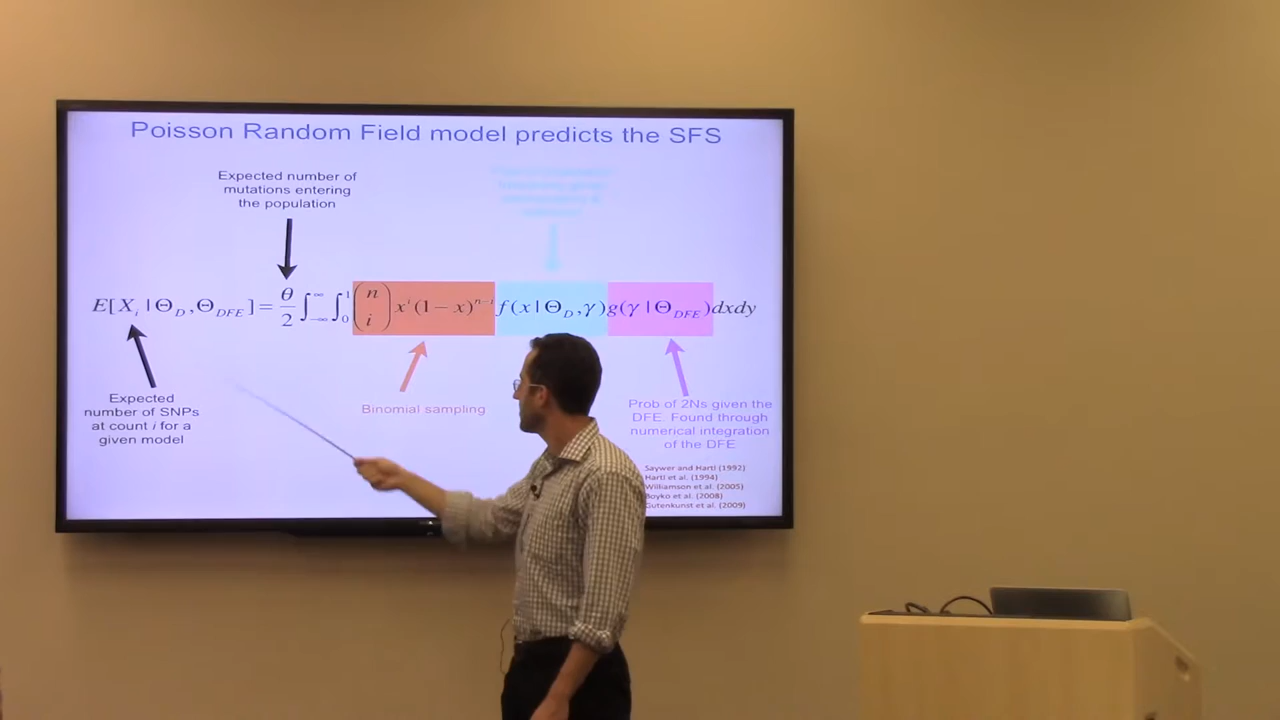 Poisson Random Field model predicts the SFS
Expected number of
mutations entering
the population
E[X_i | Θ_D, Θ_DFE] = θ/2 ∫_{-∞}^{∞} ∫_0^1 (n i) x^i (1 − x)^{n−i} f(x | Θ_D, γ) g(γ | Θ_DFE) dxdy
Expected
number of SNPs
at count i for a
given model
Binomial sampling
Prob of 2Ns given the
DFE. Found through
numerical integration
of the DFE
Saywer and Hartl (1992)
Hartl et al. (1994)
Williamson et al. (2005)
Boyko et al. (2008)
Gutenkunst et al. (2009)